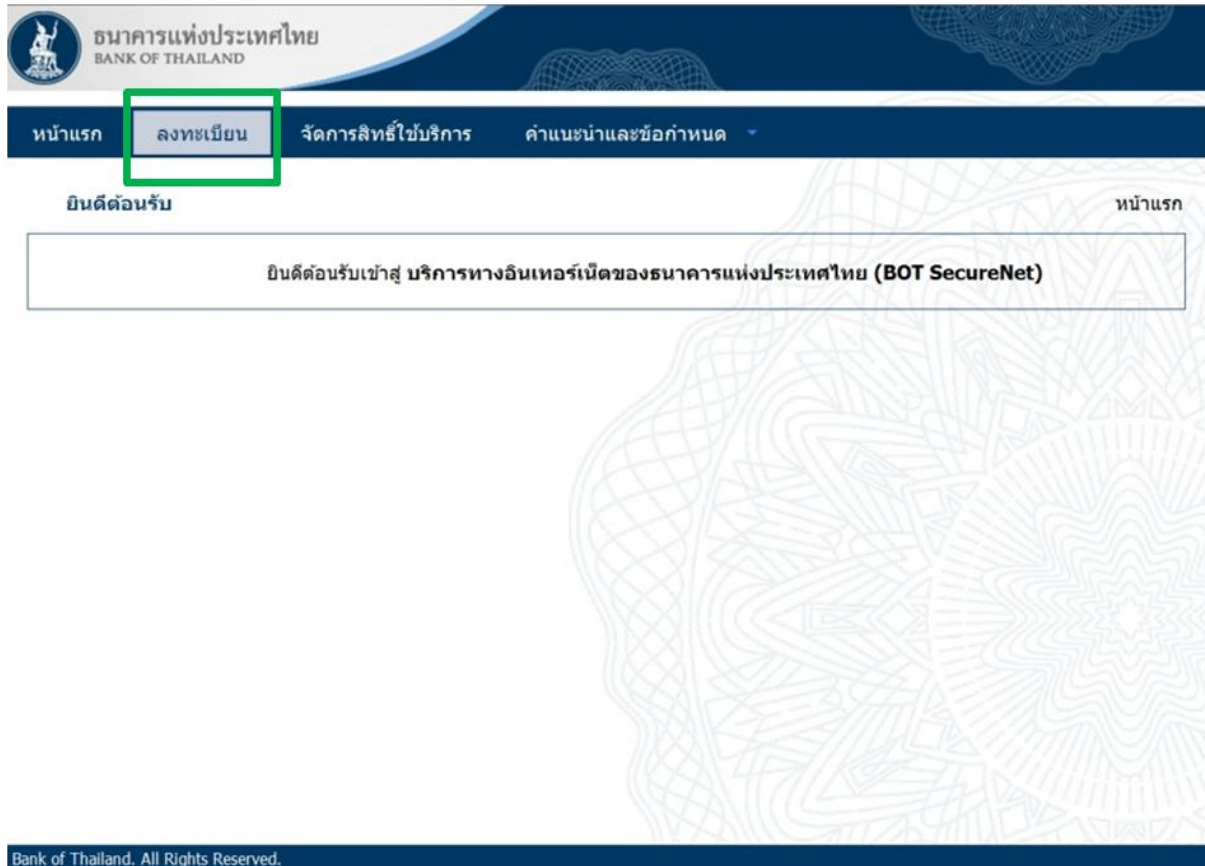 ธนาคารแห่งประเทศไทย
BANK OF THAILAND
หน้าแรก ลงทะเบียน จัดการสิทธิ์ใช้บริการ คำแนะนำและข้อกำหนด
ยินดีต้อนรับ หน้าแรก
ยินดีต้อนรับเข้าสู่ บริการทางอินเทอร์เน็ตของธนาคารแห่งประเทศไทย (BOT SecureNet)
Bank of Thailand. All Rights Reserved.